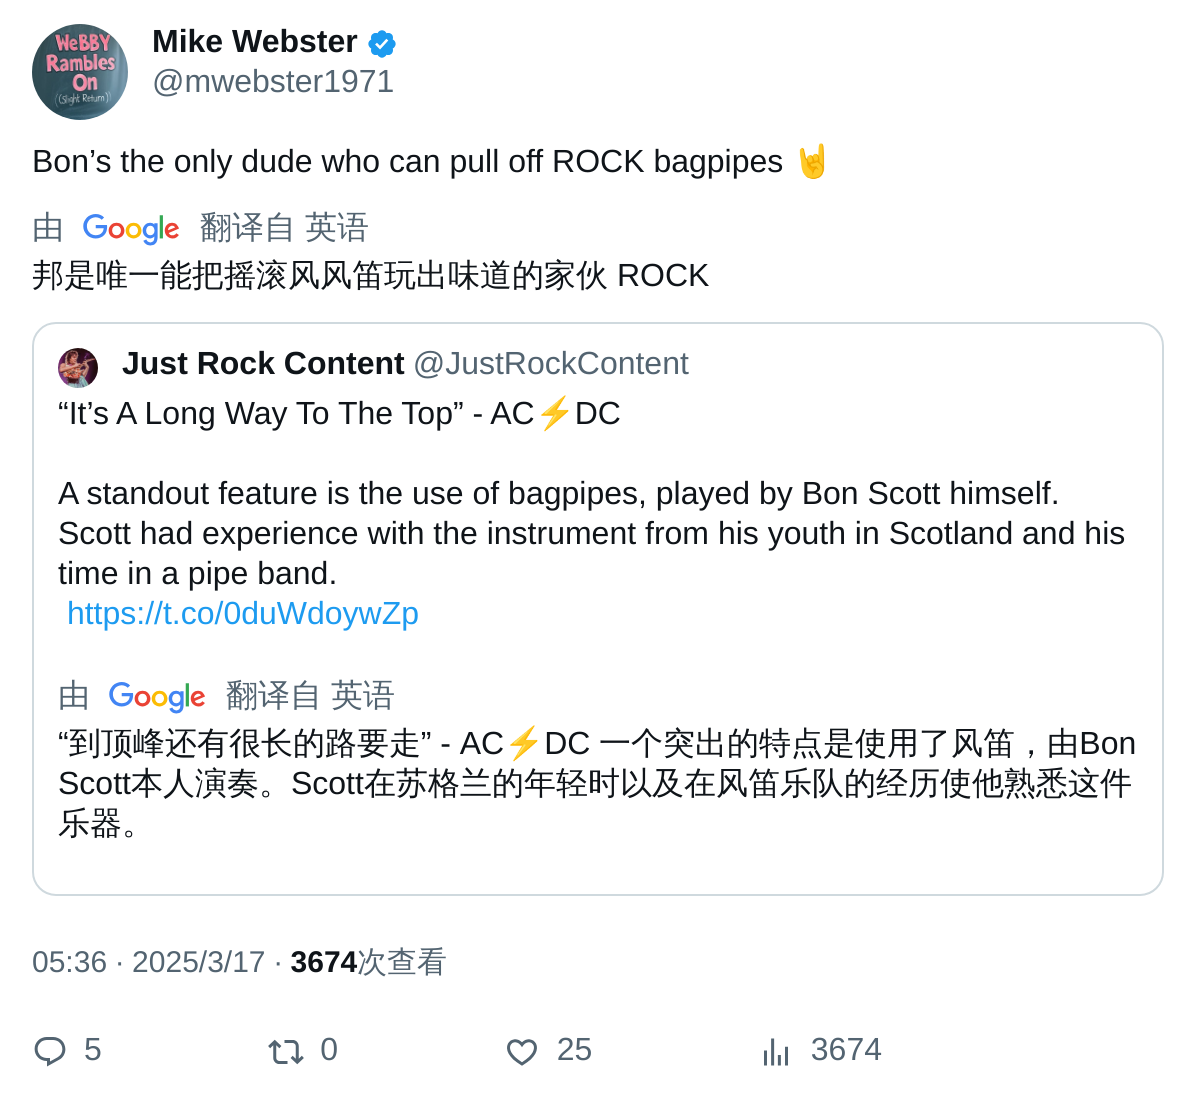 WeBBY
Rambles
On
((Slight Return))
Mike Webster
@mwebster1971
Bon’s the only dude who can pull off ROCK bagpipes 🤘
由 Google 翻译自 英语
邦是唯一能把摇滚风风笛玩出味道的家伙 ROCK
Just Rock Content @JustRockContent
“It’s A Long Way To The Top” - AC⚡DC
A standout feature is the use of bagpipes, played by Bon Scott himself.
Scott had experience with the instrument from his youth in Scotland and his
time in a pipe band.
https://t.co/0duWdoywZp
由 Google 翻译自 英语
“到顶峰还有很长的路要走” - AC⚡DC 一个突出的特点是使用了风笛，由Bon
Scott本人演奏。Scott在苏格兰的年轻时以及在风笛乐队的经历使他熟悉这件
乐器。
05:36 · 2025/3/17 · 3674次查看
5 0 25 3674